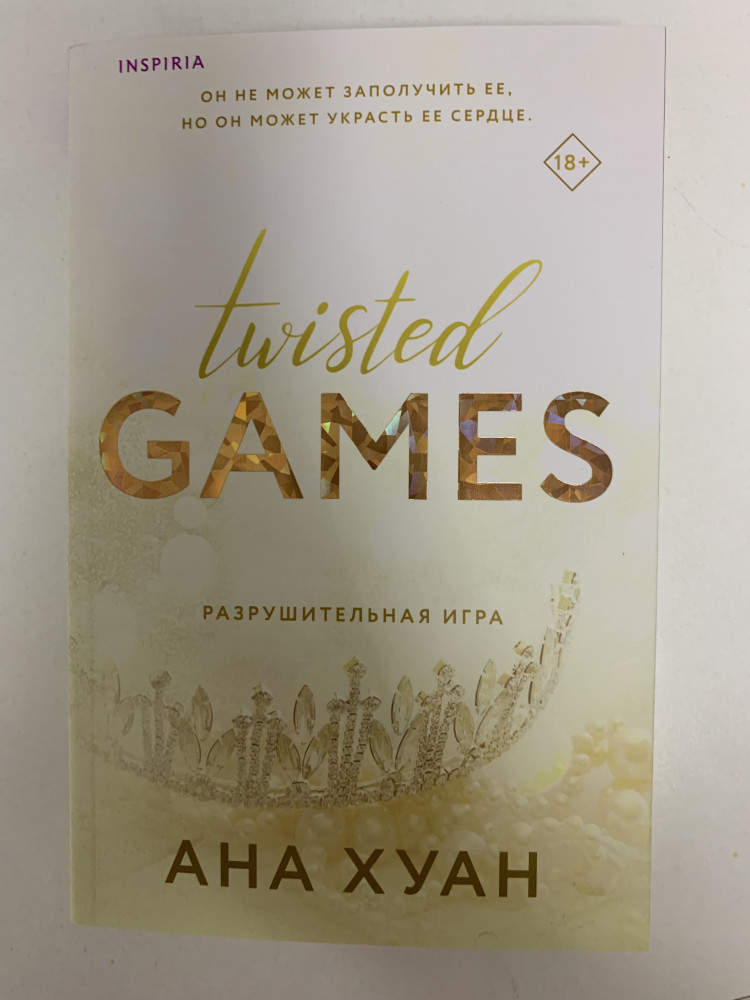 INSPIRIA
ОН НЕ МОЖЕТ ЗАПОЛУЧИТЬ ЕЕ,
НО ОН МОЖЕТ УКРАСТЬ ЕЕ СЕРДЦЕ.
18+
twisted
GAMES
РАЗРУШИТЕЛЬНАЯ ИГРА
АНА ХУАН